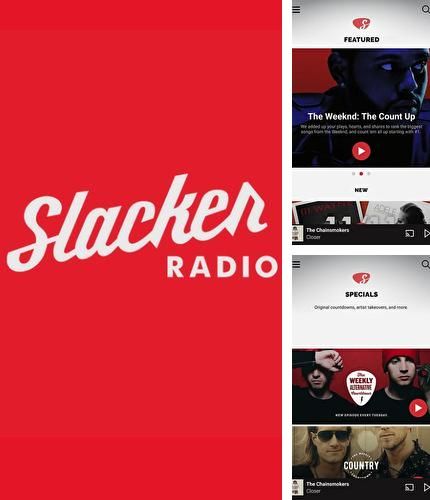 Slacker
RADIO
FEATURED
The Weeknd: The Count Up
We added up your plays, hearts, and shares to rank the biggest
songs from the Weeknd, and count 'em all up starting with #1.
NEW
ADELE
The Chainsmokers
Closer
SPECIALS
Original countdowns, artist takeovers, and more.
The
WEEKLY
ALTERNATIVE
Countdown
NEW EPISODE EVERY TUESDAY.
COUNTRY
The Chainsmokers
Closer